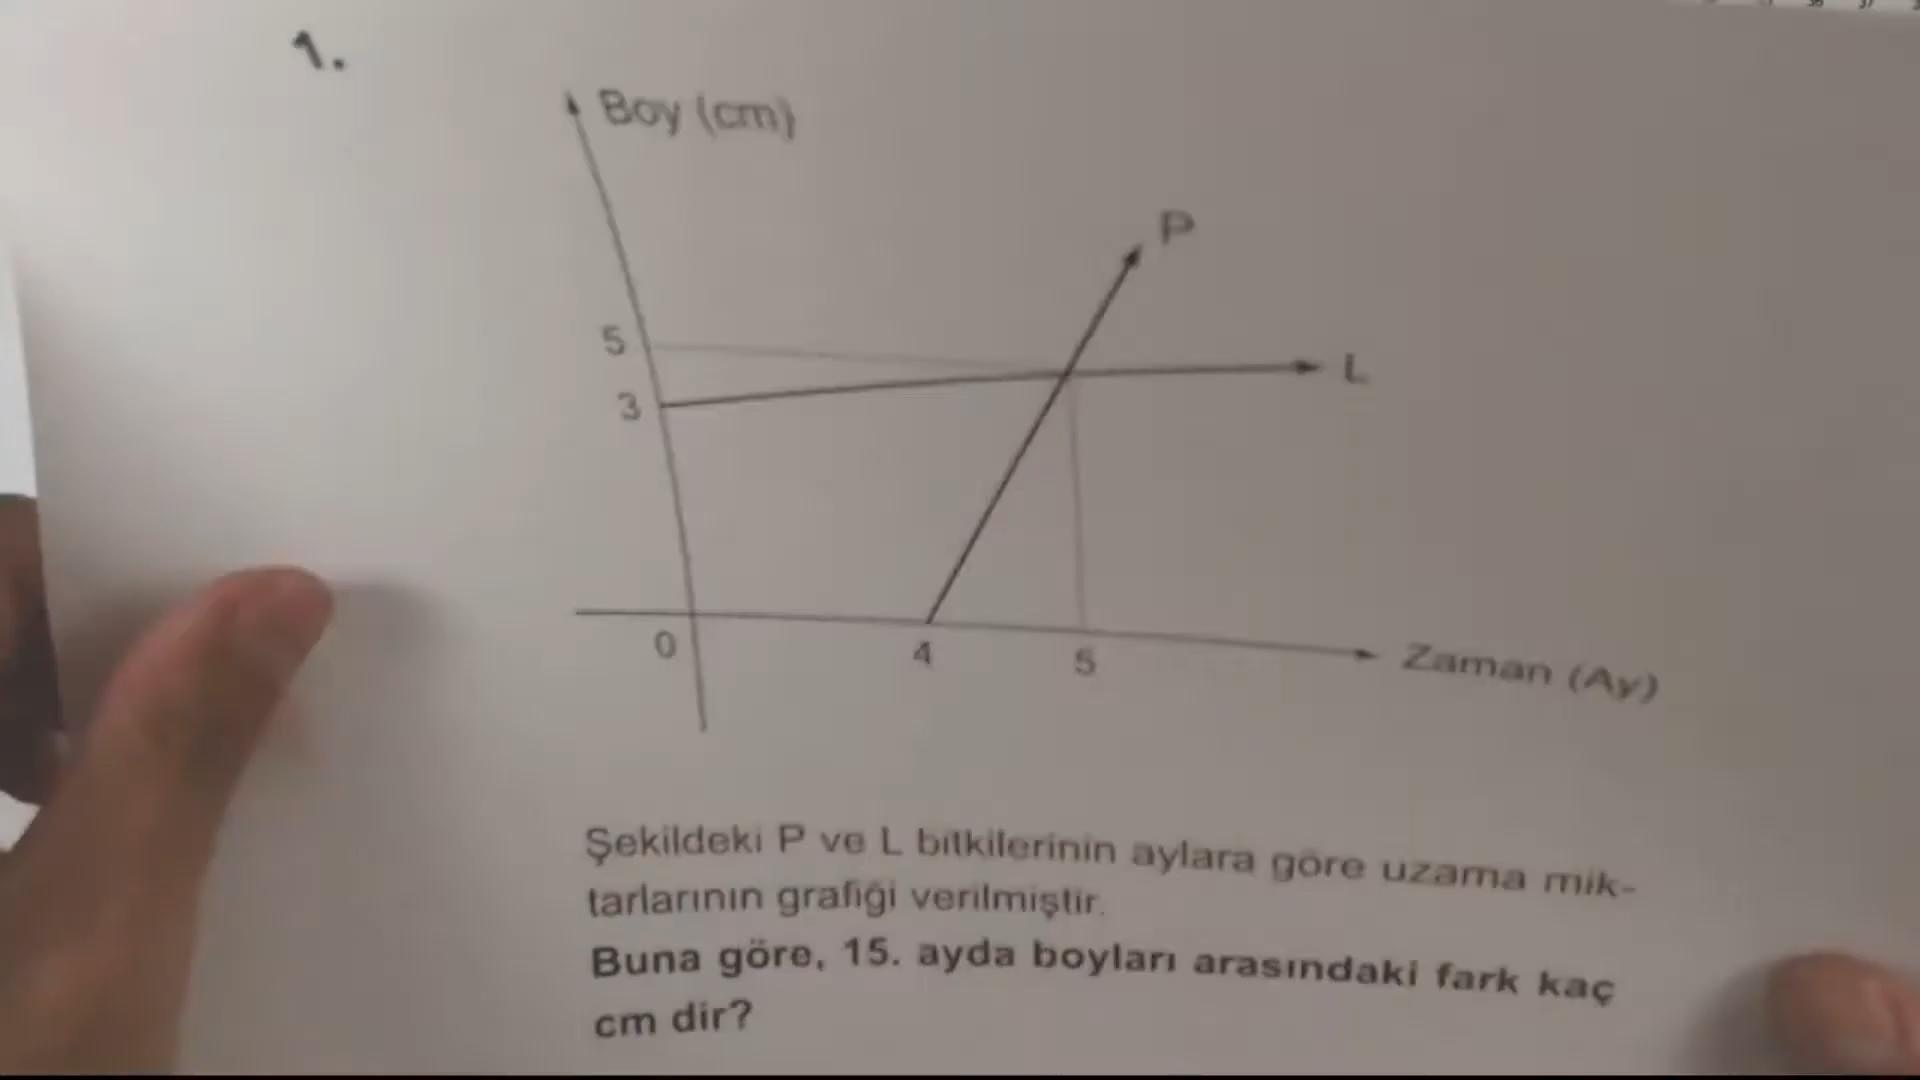 1.
Boy (cm)
P
5
L
3
0
4
5
Zaman (Ay)
Şekildeki P ve L bitkilerinin aylara göre uzama mik-
tarlarının grafiği verilmiştir.
Buna göre, 15. ayda boyları arasındaki fark kaç
cm dir?